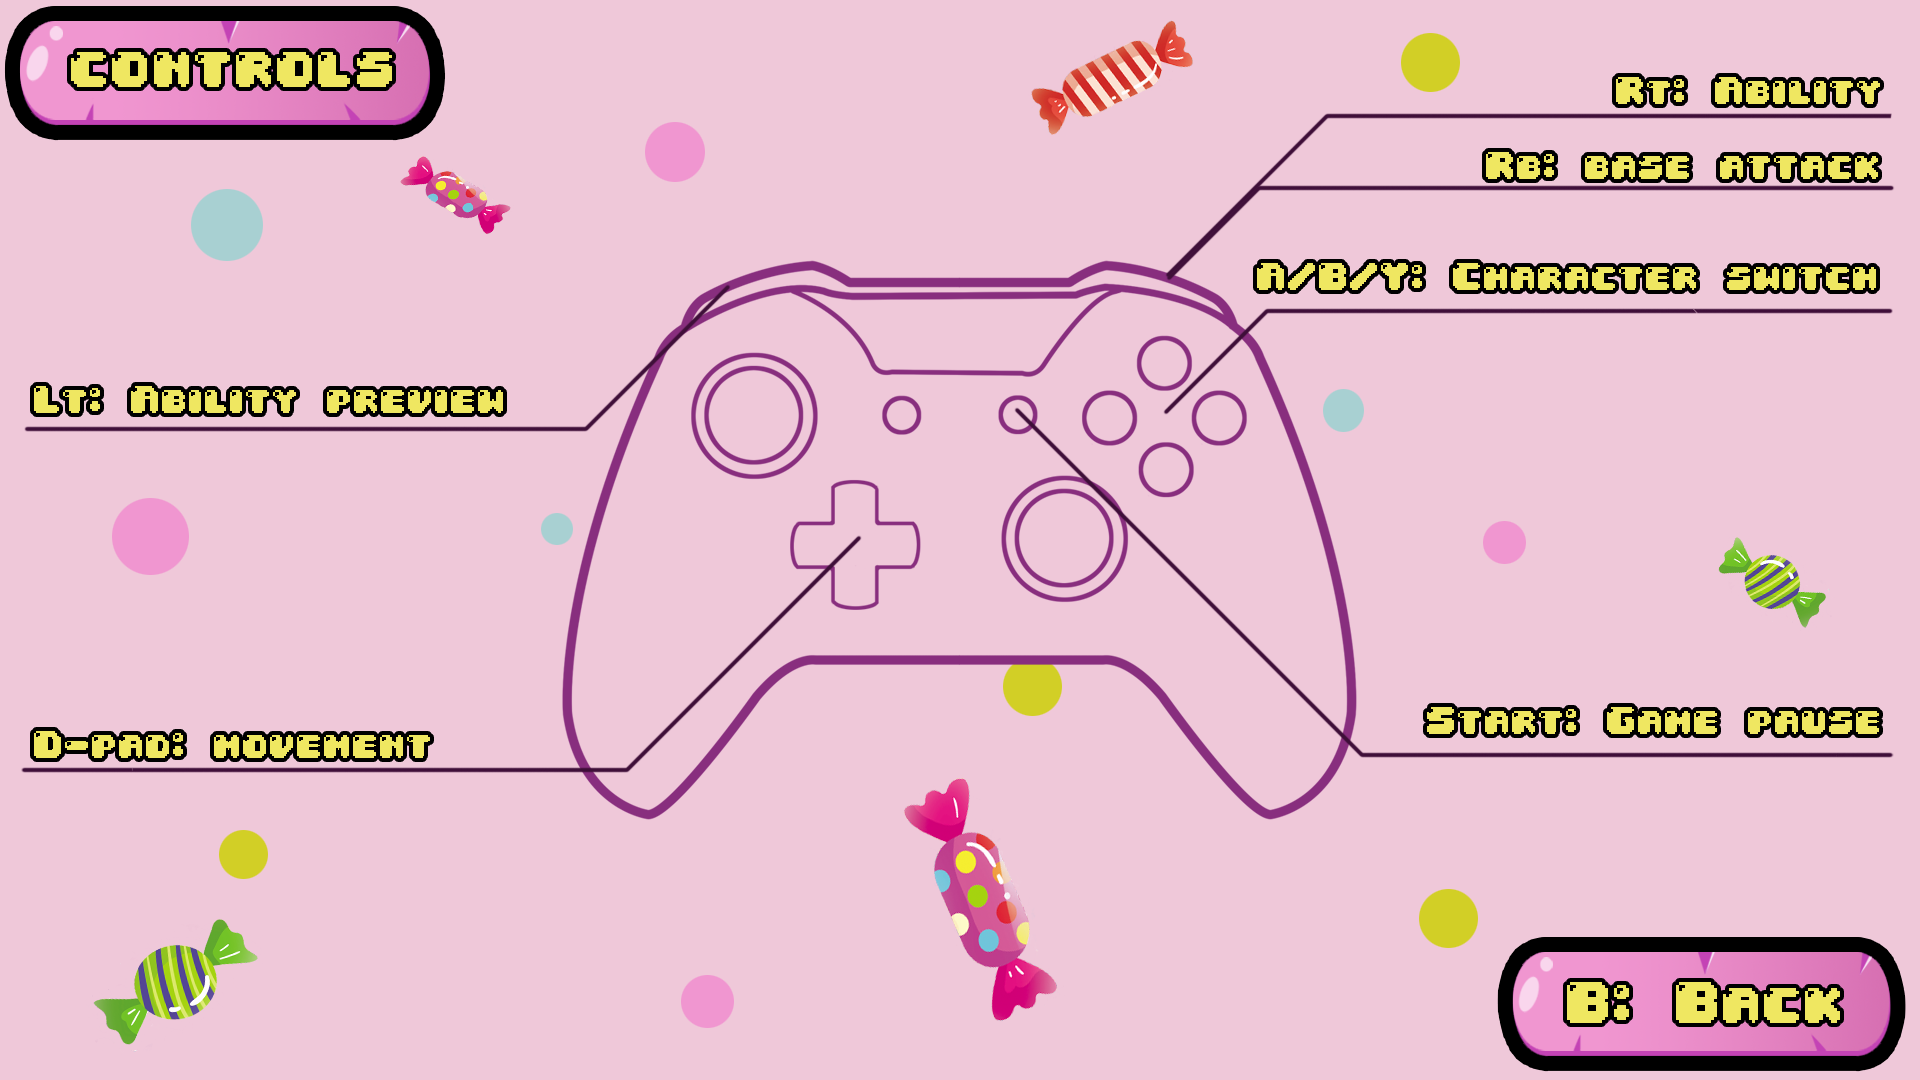 CONTROLS
RT: ABILITY
RB: BASE ATTACK
A/B/Y: CHARACTER SWITCH
LT: ABILITY PREVIEW
START: GAME PAUSE
D-PAD: MOVEMENT
B: BACK